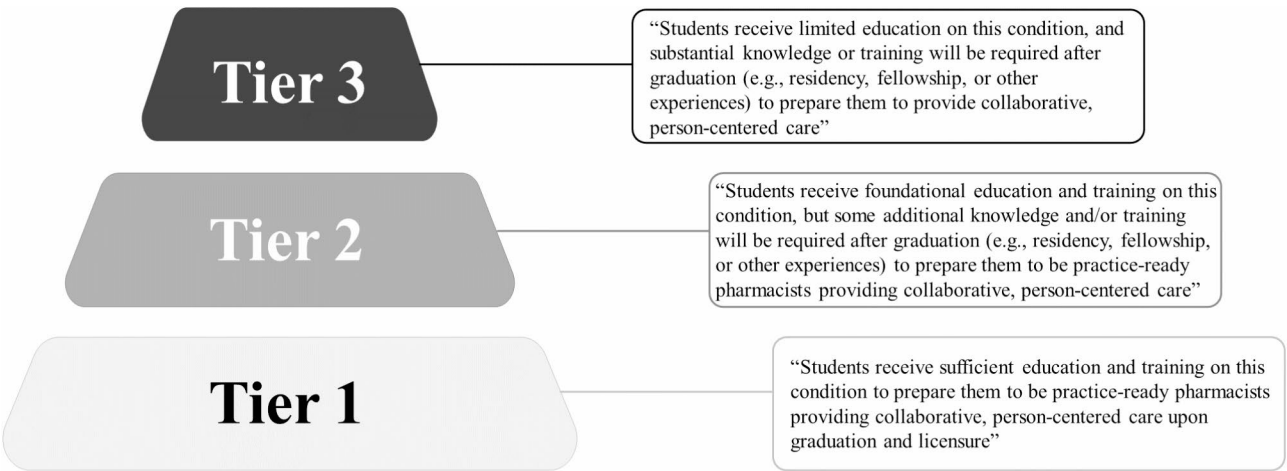 Tier 3
“Students receive limited education on this condition, and
substantial knowledge or training will be required after
graduation (e.g., residency, fellowship, or other
experiences) to prepare them to provide collaborative,
person-centered care”
Tier 2
“Students receive foundational education and training on this
condition, but some additional knowledge and/or training
will be required after graduation (e.g., residency, fellowship,
or other experiences) to prepare them to be practice-ready
pharmacists providing collaborative, person-centered care”
Tier 1
“Students receive sufficient education and training on this
condition to prepare them to be practice-ready pharmacists
providing collaborative, person-centered care upon
graduation and licensure”